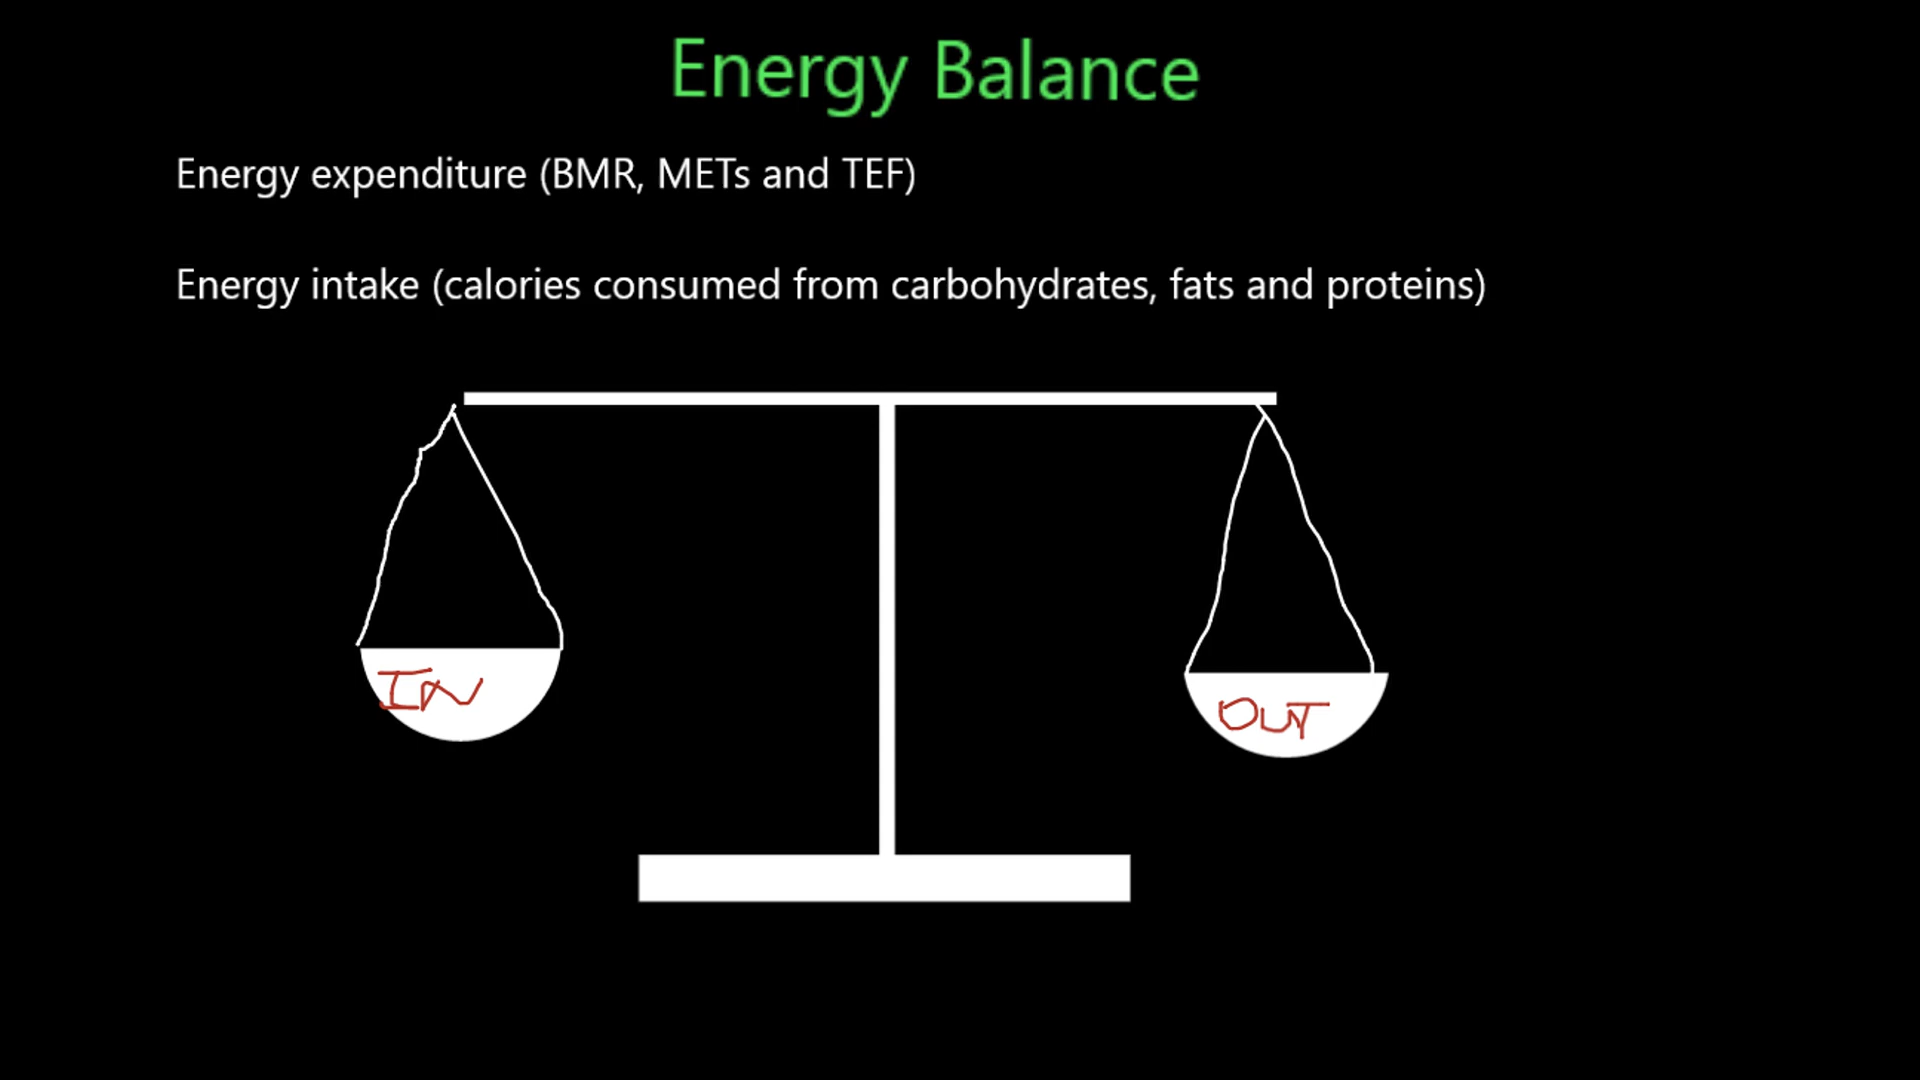 Energy Balance
Energy expenditure (BMR, METs and TEF)
Energy intake (calories consumed from carbohydrates, fats and proteins)
IN
OUT